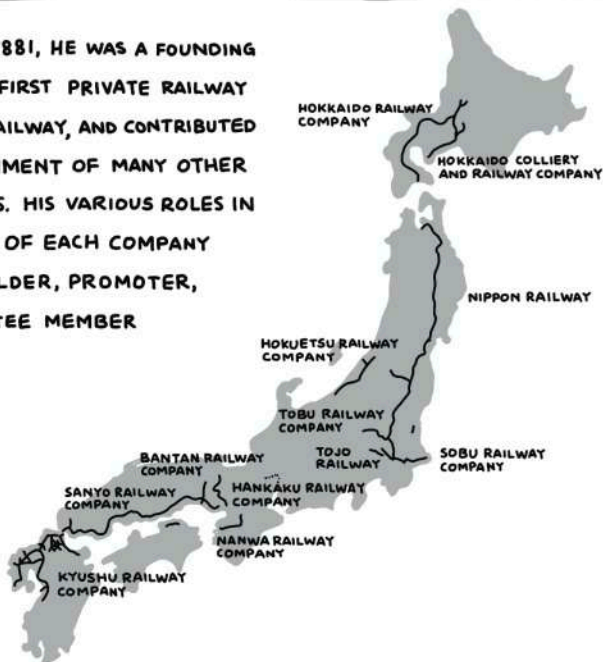 881, HE WAS A FOUNDING
FIRST PRIVATE RAILWAY
AILWAY, AND CONTRIBUTED
MENT OF MANY OTHER
S. HIS VARIOUS ROLES IN
OF EACH COMPANY
LDER, PROMOTER,
TEE MEMBER
HOKKAIDO RAILWAY
COMPANY
HOKKAIDO COLLIERY
AND RAILWAY COMPANY
NIPPON RAILWAY
HOKUETSU RAILWAY
COMPANY
TOBU RAILWAY
COMPANY
TOJO
RAILWAY
SOBU RAILWAY
COMPANY
BANTAN RAILWAY
COMPANY
HANKAKU RAILWAY
COMPANY
SANYO RAILWAY
COMPANY
NANWA RAILWAY
COMPANY
KYUSHU RAILWAY
COMPANY